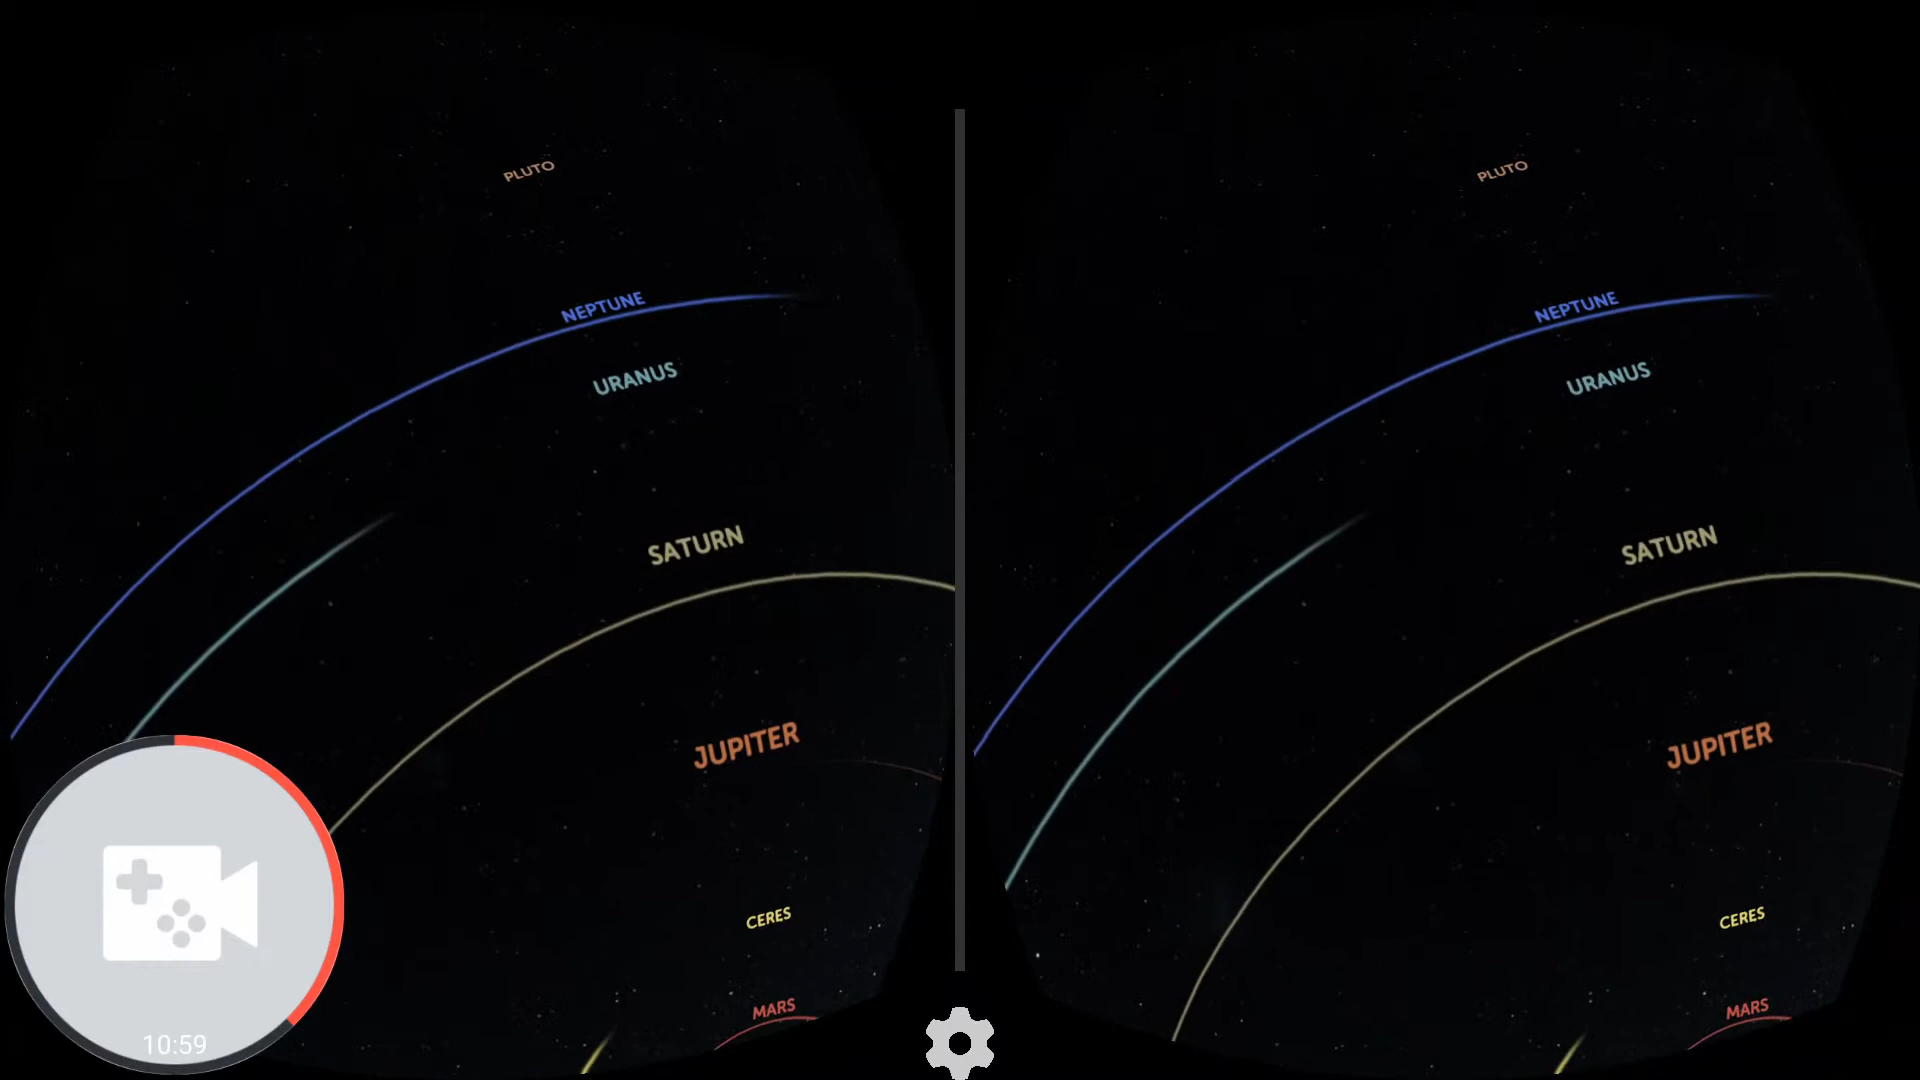 PLUTO
NEPTUNE
URANUS
SATURN
JUPITER
CERES
MARS
10:59
PLUTO
NEPTUNE
URANUS
SATURN
JUPITER
CERES
MARS